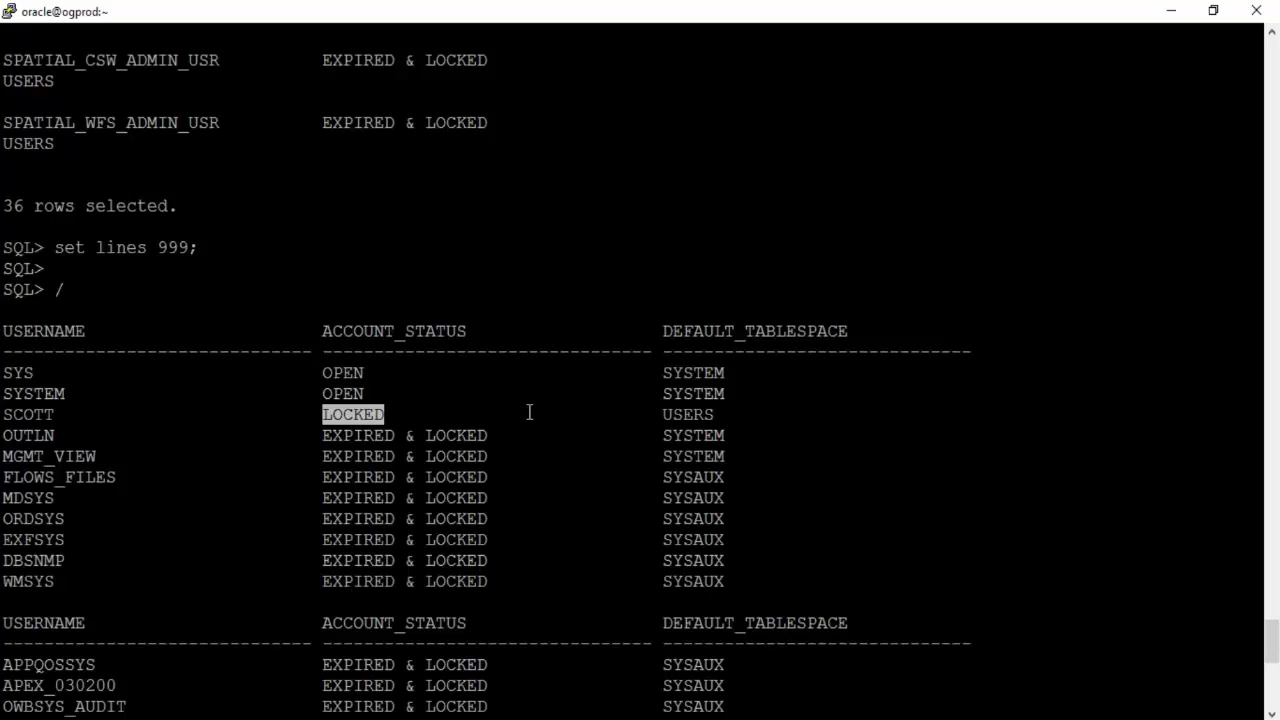 oracle@ogprod:~
SPATIAL_CSW_ADMIN_USR EXPIRED & LOCKED
USERS
SPATIAL_WFS_ADMIN_USR EXPIRED & LOCKED
USERS
36 rows selected.
SQL> set lines 999;
SQL>
SQL> /
USERNAME ACCOUNT_STATUS DEFAULT_TABLESPACE
------------------------------ -------------------------------- ------------------------------
SYS OPEN SYSTEM
SYSTEM OPEN SYSTEM
SCOTT LOCKED USERS
OUTLN EXPIRED & LOCKED SYSTEM
MGMT_VIEW EXPIRED & LOCKED SYSTEM
FLOWS_FILES EXPIRED & LOCKED SYSAUX
MDSYS EXPIRED & LOCKED SYSAUX
ORDSYS EXPIRED & LOCKED SYSAUX
EXFSYS EXPIRED & LOCKED SYSAUX
DBSNMP EXPIRED & LOCKED SYSAUX
WMSYS EXPIRED & LOCKED SYSAUX
USERNAME ACCOUNT_STATUS DEFAULT_TABLESPACE
------------------------------ -------------------------------- ------------------------------
APPQOSSYS EXPIRED & LOCKED SYSAUX
APEX_030200 EXPIRED & LOCKED SYSAUX
OWBSYS_AUDIT EXPIRED & LOCKED SYSAUX